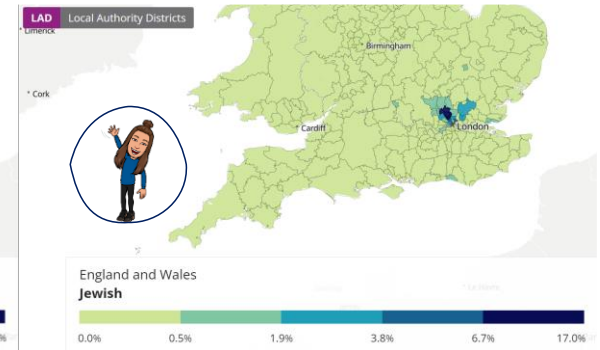 LAD Local Authority Districts
Limerick
Birmingham
Cork
Cardiff
London
England and Wales
Jewish
% 0.0% 0.5% 1.9% 3.8% 6.7% 17.0%